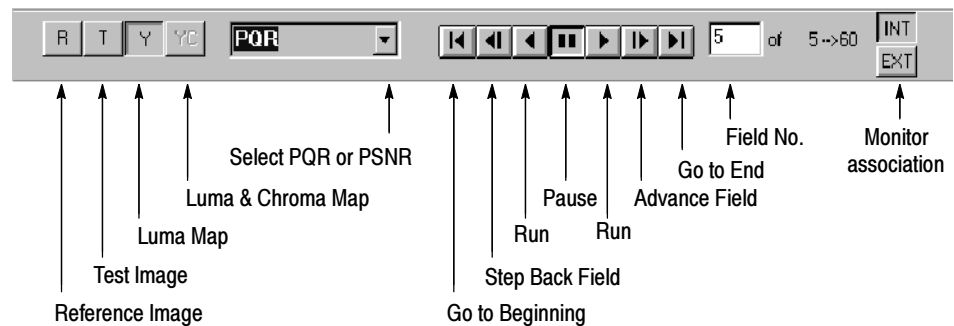 R T Y YC PQR 5 of 5-->60 INT
EXT
Field No. Monitor
Select PQR or PSNR Go to End association
Luma & Chroma Map Pause Advance Field
Luma Map Run Run
Test Image Step Back Field
Reference Image Go to Beginning